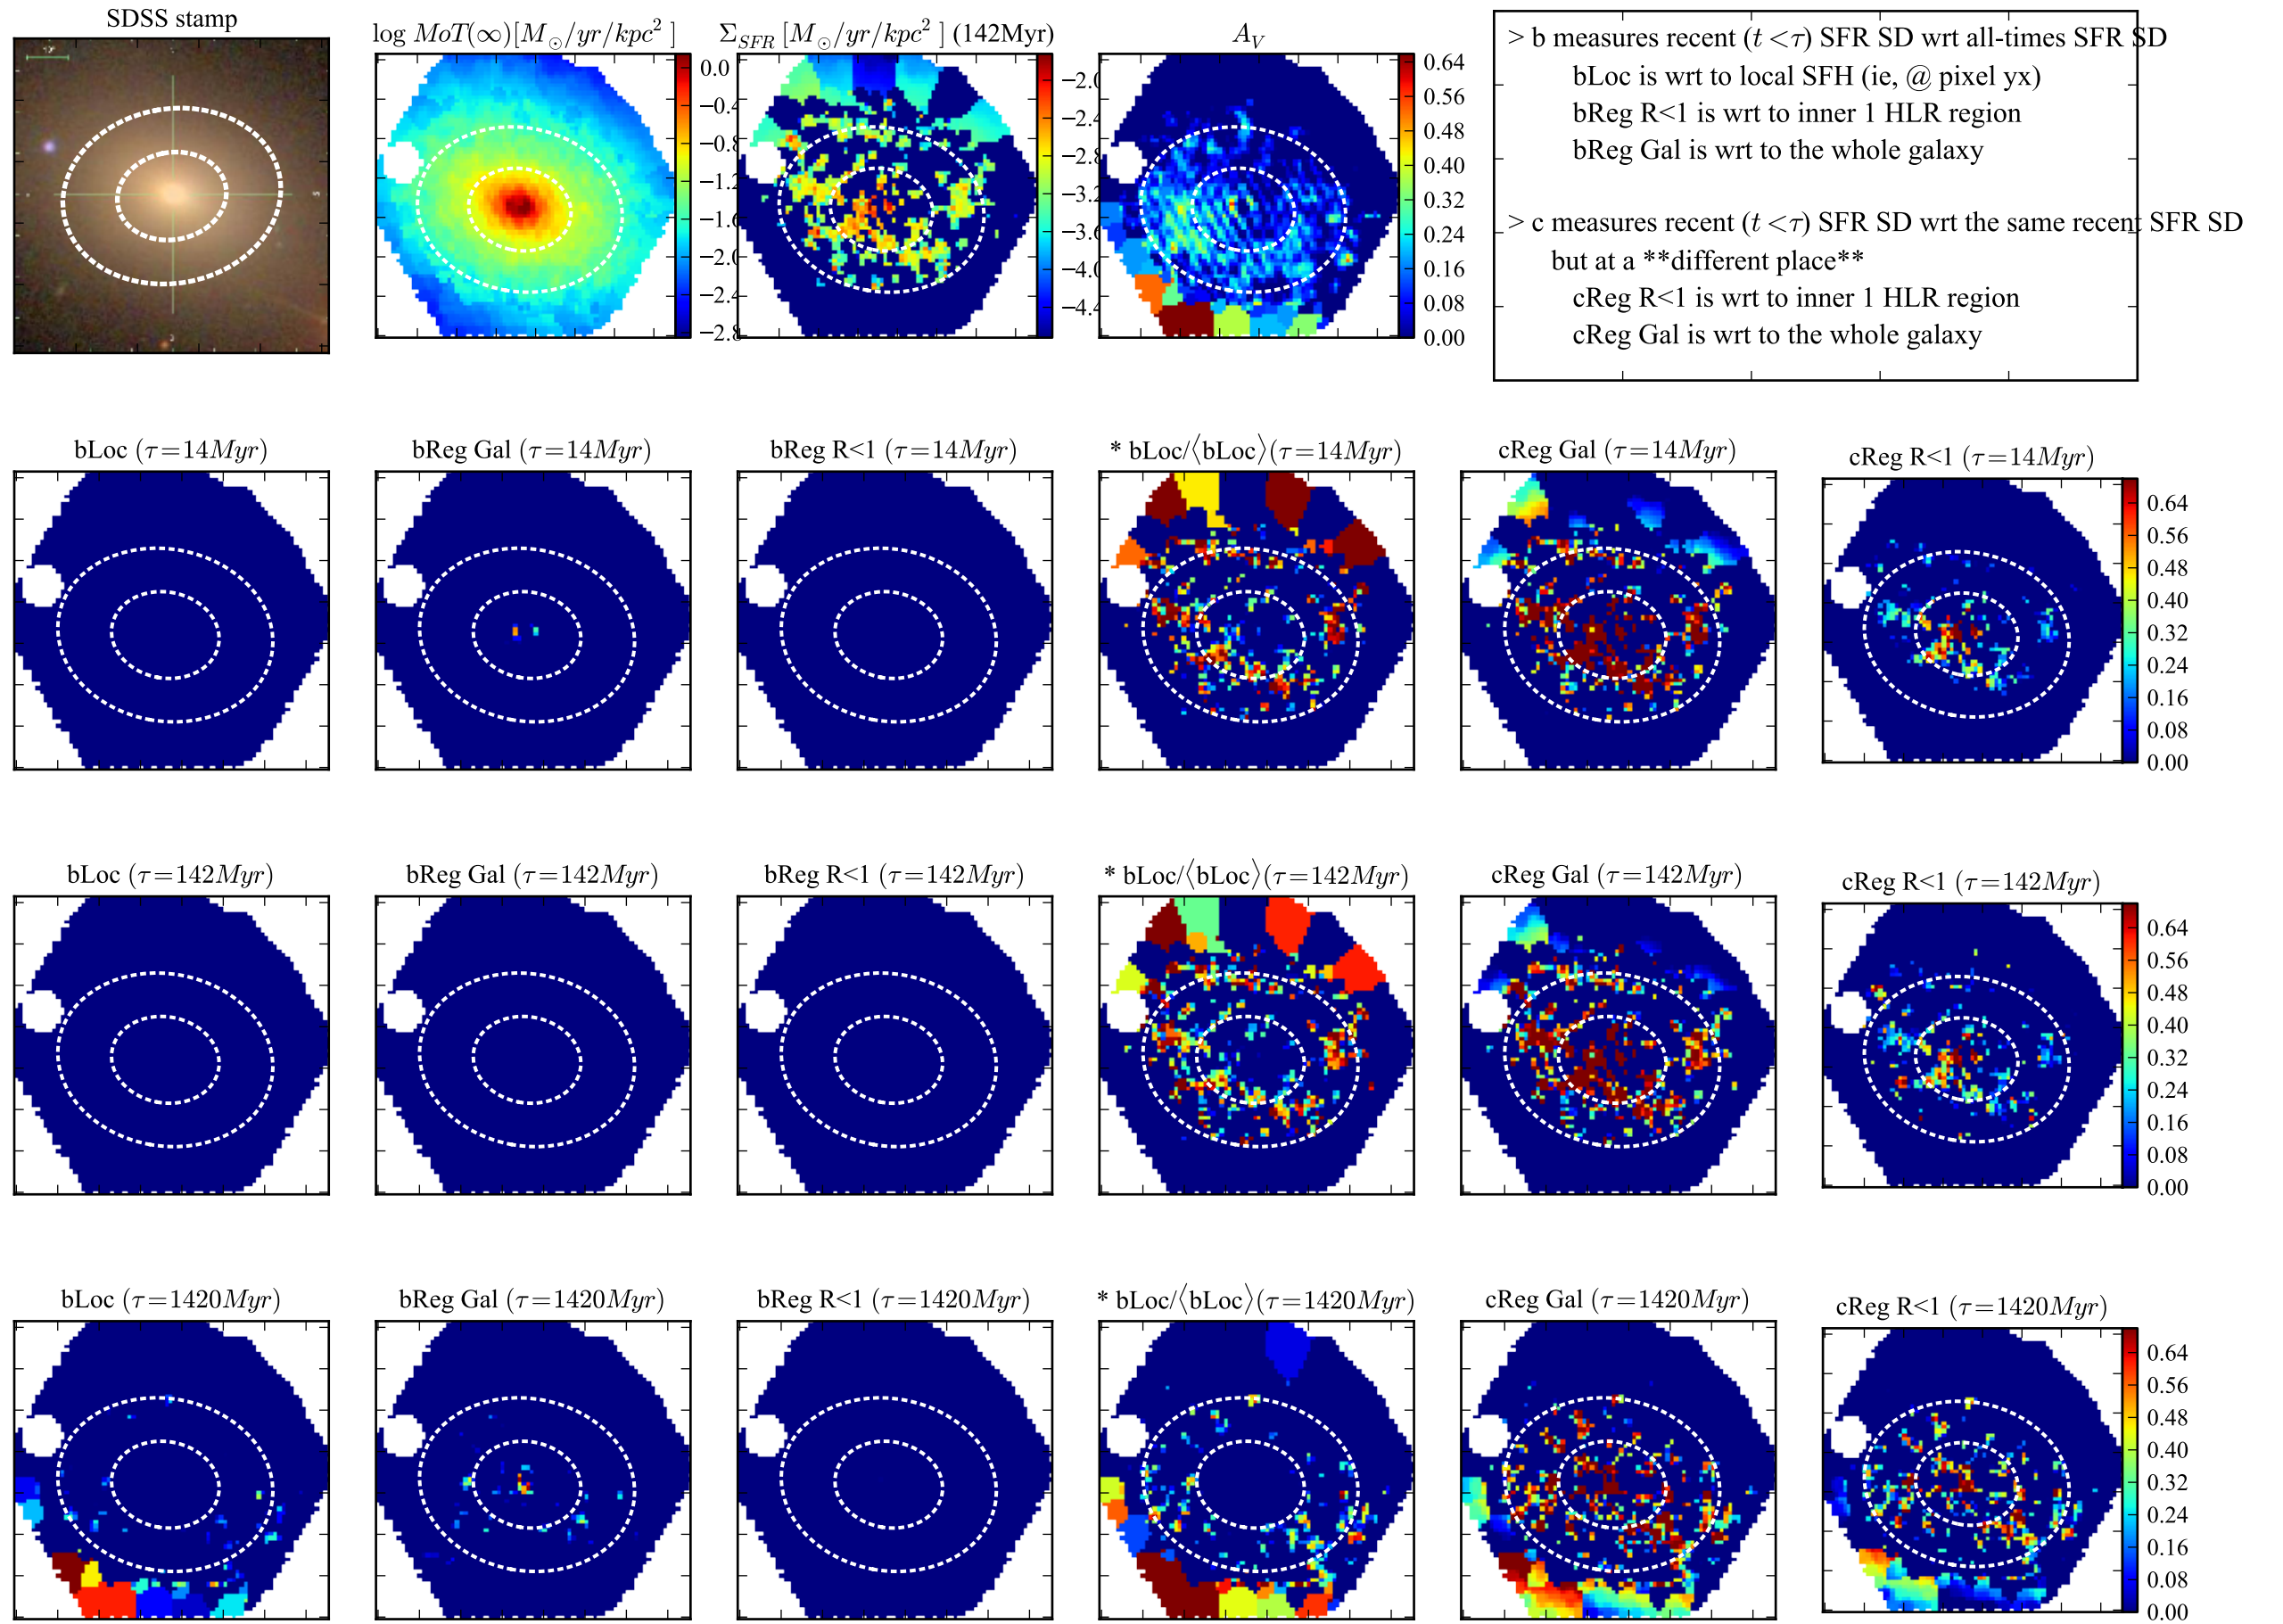 SDSS stamp
log MoT(∞)[M⊙/yr/kpc²]
Σ_SFR [M⊙/yr/kpc²] (142Myr)
A_V
0.0
−0.4
−0.8
−1.2
−1.6
−2.0
−2.4
−2.8
−2.0
−2.4
−2.8
−3.2
−3.6
−4.0
−4.4
0.64
0.56
0.48
0.40
0.32
0.24
0.16
0.08
0.00
> b measures recent (t <τ) SFR SD wrt all-times SFR SD
bLoc is wrt to local SFH (ie, @ pixel yx)
bReg R<1 is wrt to inner 1 HLR region
bReg Gal is wrt to the whole galaxy
> c measures recent (t <τ) SFR SD wrt the same recent SFR SD
but at a **different place**
cReg R<1 is wrt to inner 1 HLR region
cReg Gal is wrt to the whole galaxy
bLoc (τ=14Myr)
bReg Gal (τ=14Myr)
bReg R<1 (τ=14Myr)
* bLoc/⟨bLoc⟩(τ=14Myr)
cReg Gal (τ=14Myr)
cReg R<1 (τ=14Myr)
0.64
0.56
0.48
0.40
0.32
0.24
0.16
0.08
0.00
bLoc (τ=142Myr)
bReg Gal (τ=142Myr)
bReg R<1 (τ=142Myr)
* bLoc/⟨bLoc⟩(τ=142Myr)
cReg Gal (τ=142Myr)
cReg R<1 (τ=142Myr)
0.64
0.56
0.48
0.40
0.32
0.24
0.16
0.08
0.00
bLoc (τ=1420Myr)
bReg Gal (τ=1420Myr)
bReg R<1 (τ=1420Myr)
* bLoc/⟨bLoc⟩(τ=1420Myr)
cReg Gal (τ=1420Myr)
cReg R<1 (τ=1420Myr)
0.64
0.56
0.48
0.40
0.32
0.24
0.16
0.08
0.00